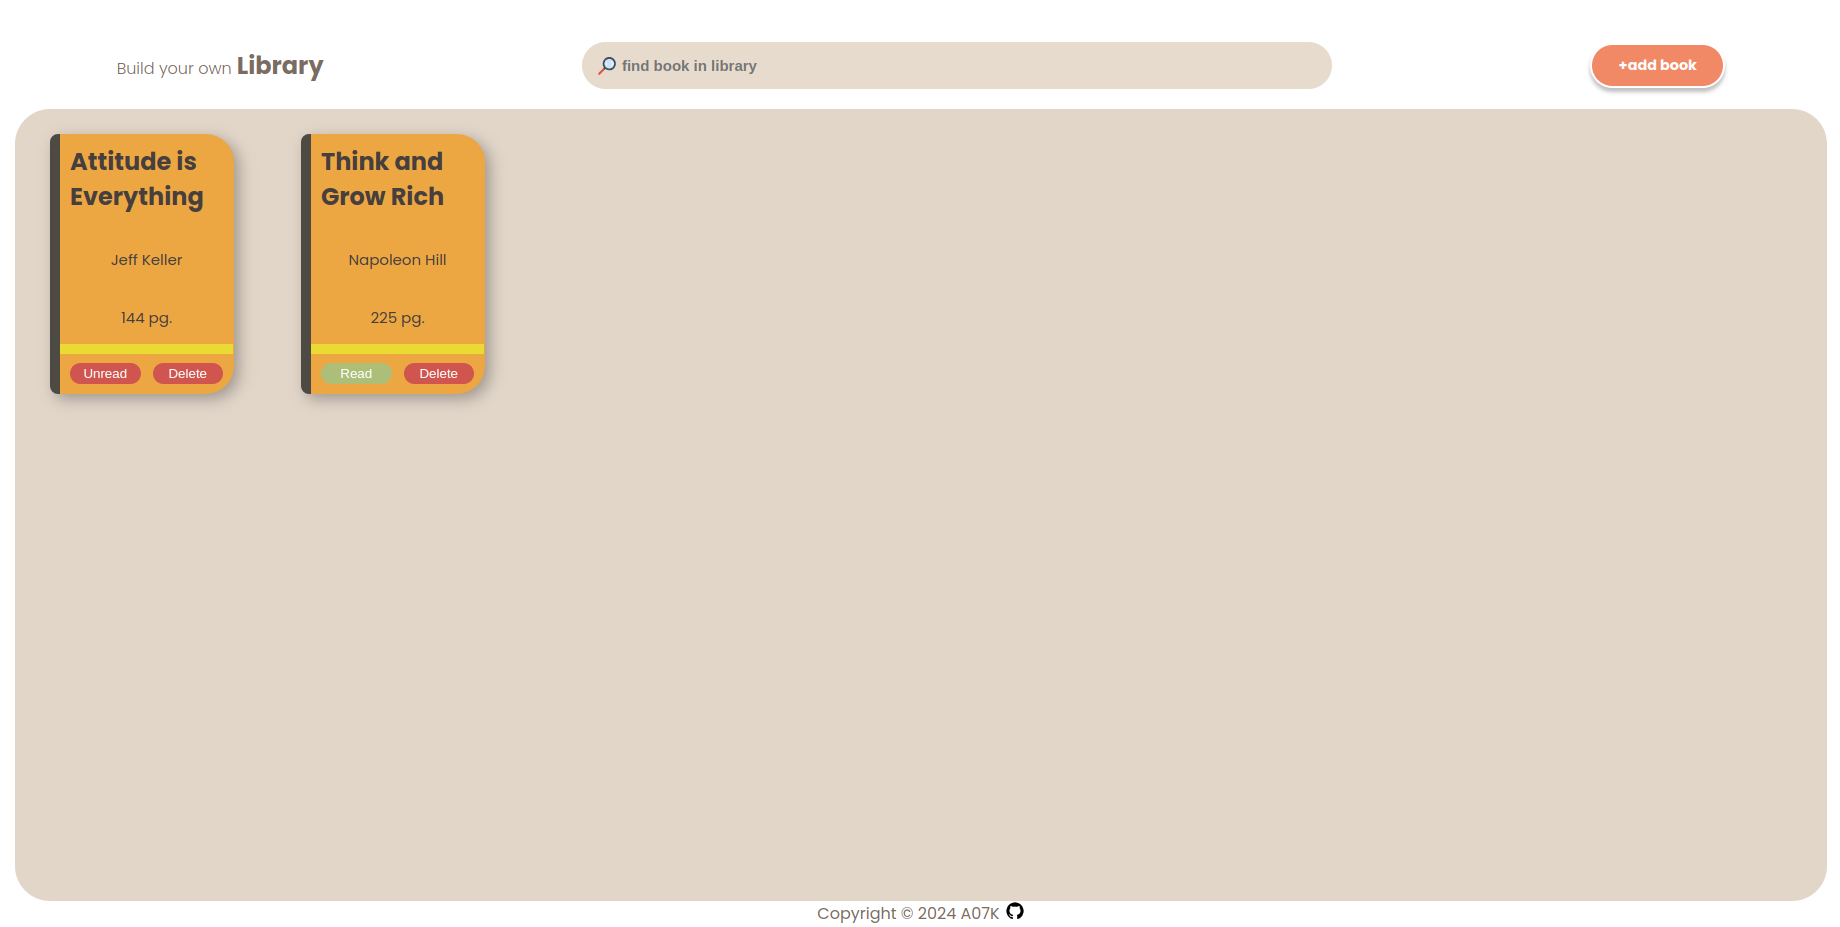 Build your own Library
find book in library
+add book
Attitude is
Everything
Jeff Keller
144 pg.
Unread Delete
Think and
Grow Rich
Napoleon Hill
225 pg.
Read Delete
Copyright © 2024 A07K